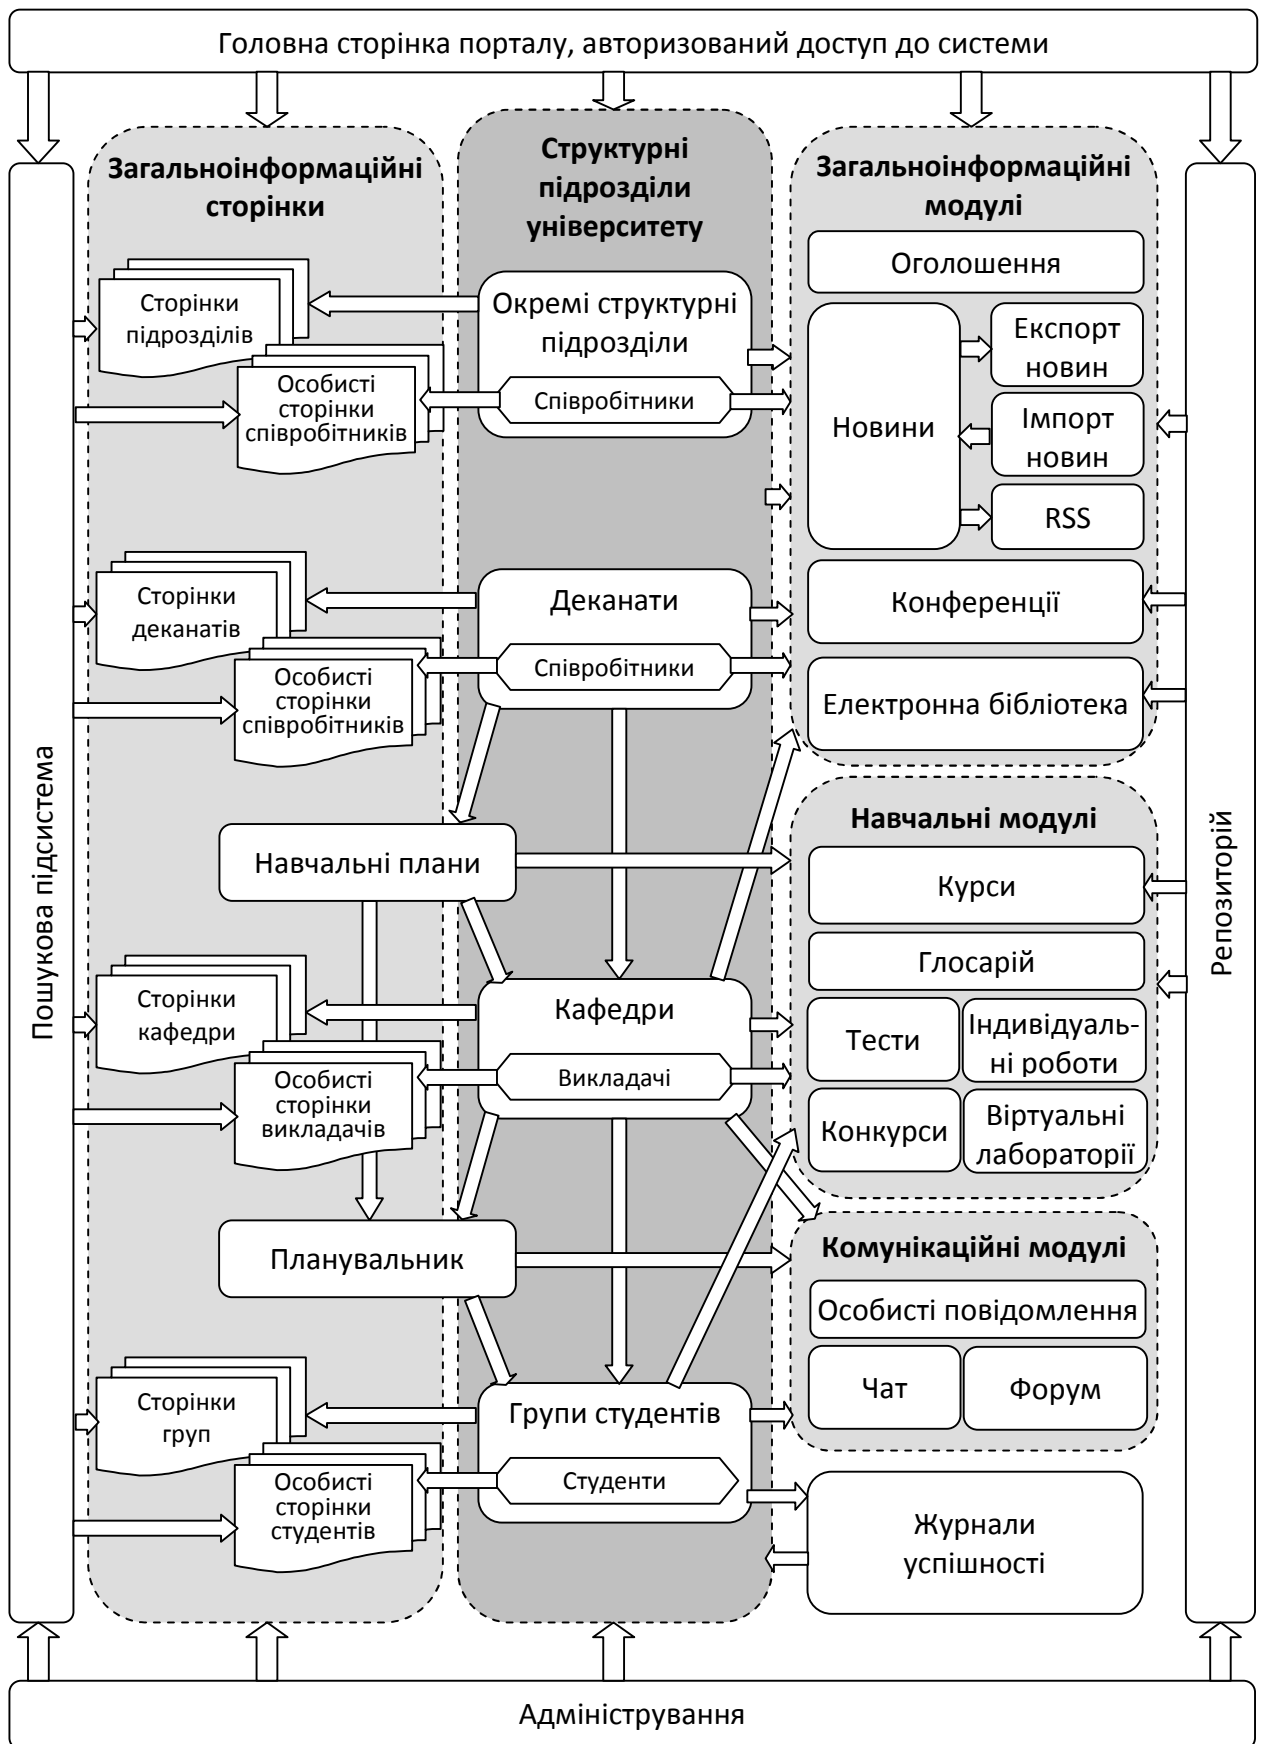 Головна сторінка порталу, авторизований доступ до системи
Пошукова підсистема
Загальноінформаційні
сторінки
Сторінки
підрозділів
Особисті
сторінки
співробітників
Сторінки
деканатів
Особисті
сторінки
співробітників
Навчальні плани
Сторінки
кафедри
Особисті
сторінки
викладачів
Планувальник
Сторінки
груп
Особисті
сторінки
студентів
Структурні
підрозділи
університету
Окремі структурні
підрозділи
Співробітники
Деканати
Співробітники
Кафедри
Викладачі
Групи студентів
Студенти
Загальноінформаційні
модулі
Оголошення
Новини
Експорт
новин
Імпорт
новин
RSS
Конференції
Електронна бібліотека
Навчальні модулі
Курси
Глосарій
Тести
Індивідуаль-
ні роботи
Конкурси
Віртуальні
лабораторії
Комунікаційні модулі
Особисті повідомлення
Чат
Форум
Журнали
успішності
Репозиторій
Адміністрування